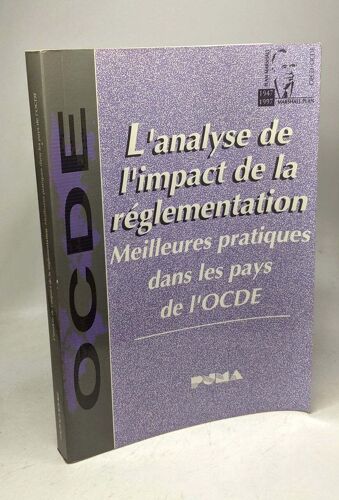 OCDE
1947
1997
MARSHALL PLAN
L'analyse de
l'impact de la
réglementation
Meilleures pratiques
dans les pays
de l'OCDE
PUMA